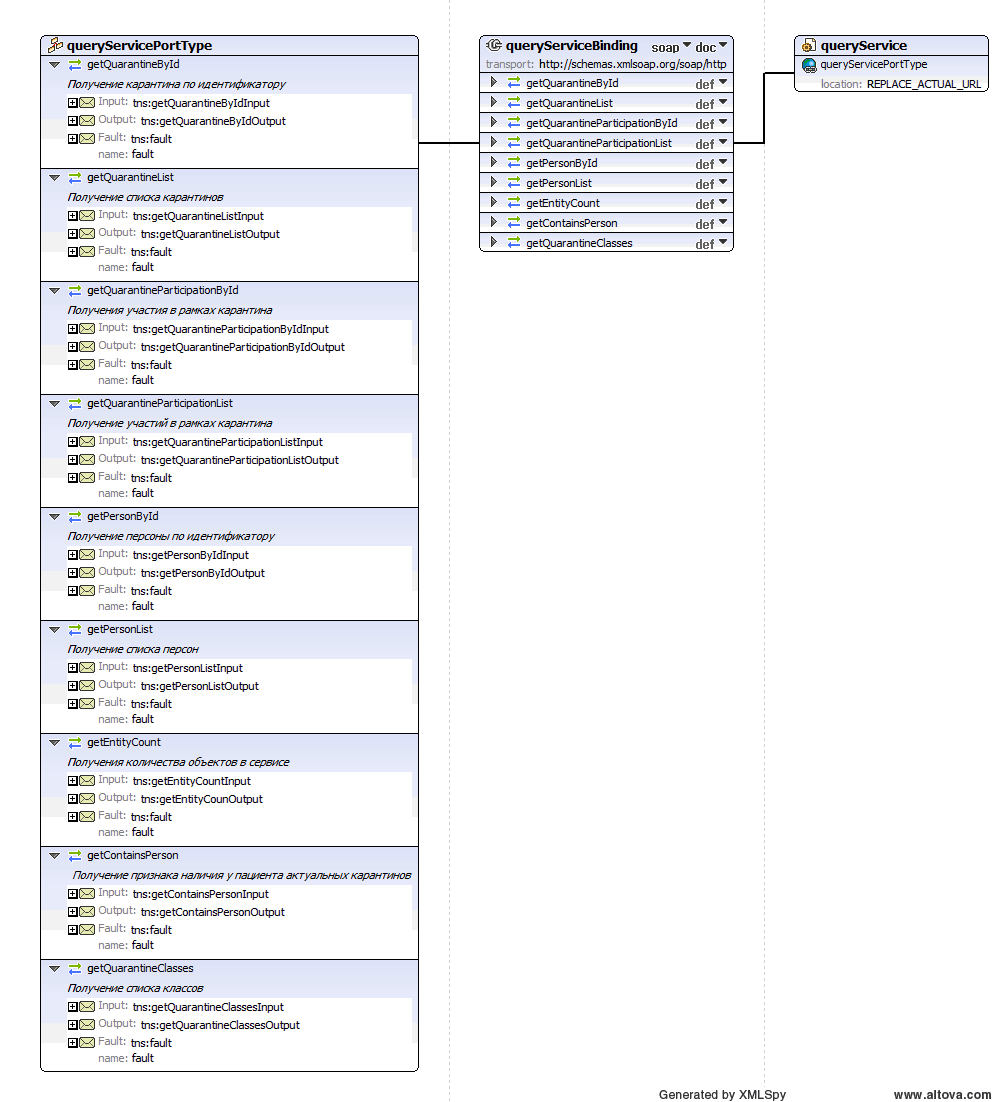 queryServicePortType
getQuarantineById
Получение карантина по идентификатору
Input: tns:getQuarantineByIdInput
Output: tns:getQuarantineByIdOutput
Fault: tns:fault
name: fault
getQuarantineList
Получение списка карантинов
Input: tns:getQuarantineListInput
Output: tns:getQuarantineListOutput
Fault: tns:fault
name: fault
getQuarantineParticipationById
Получения участия в рамках карантина
Input: tns:getQuarantineParticipationByIdInput
Output: tns:getQuarantineParticipationByIdOutput
Fault: tns:fault
name: fault
getQuarantineParticipationList
Получение участий в рамках карантина
Input: tns:getQuarantineParticipationListInput
Output: tns:getQuarantineParticipationListOutput
Fault: tns:fault
name: fault
getPersonById
Получение персоны по идентификатору
Input: tns:getPersonByIdInput
Output: tns:getPersonByIdOutput
Fault: tns:fault
name: fault
getPersonList
Получение списка персон
Input: tns:getPersonListInput
Output: tns:getPersonListOutput
Fault: tns:fault
name: fault
getEntityCount
Получения количества объектов в сервисе
Input: tns:getEntityCountInput
Output: tns:getEntityCounOutput
Fault: tns:fault
name: fault
getContainsPerson
Получение признака наличия у пациента актуальных карантинов
Input: tns:getContainsPersonInput
Output: tns:getContainsPersonOutput
Fault: tns:fault
name: fault
getQuarantineClasses
Получение списка классов
Input: tns:getQuarantineClassesInput
Output: tns:getQuarantineClassesOutput
Fault: tns:fault
name: fault
queryServiceBinding soap doc
transport: http://schemas.xmlsoap.org/soap/http
getQuarantineById def
getQuarantineList def
getQuarantineParticipationById def
getQuarantineParticipationList def
getPersonById def
getPersonList def
getEntityCount def
getContainsPerson def
getQuarantineClasses def
queryService
queryServicePortType
location: REPLACE_ACTUAL_URL
Generated by XMLSpy
www.altova.com